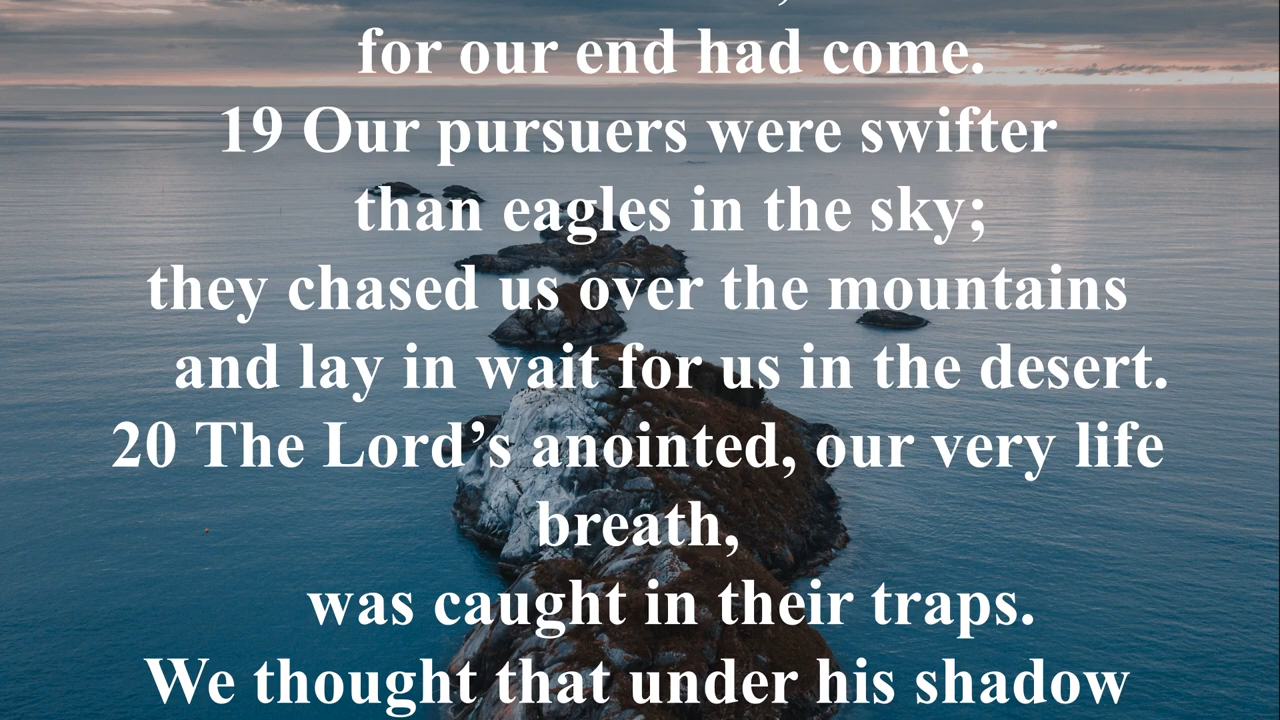 for our end had come.
19 Our pursuers were swifter
than eagles in the sky;
they chased us over the mountains
and lay in wait for us in the desert.
20 The Lord’s anointed, our very life
breath,
was caught in their traps.
We thought that under his shadow